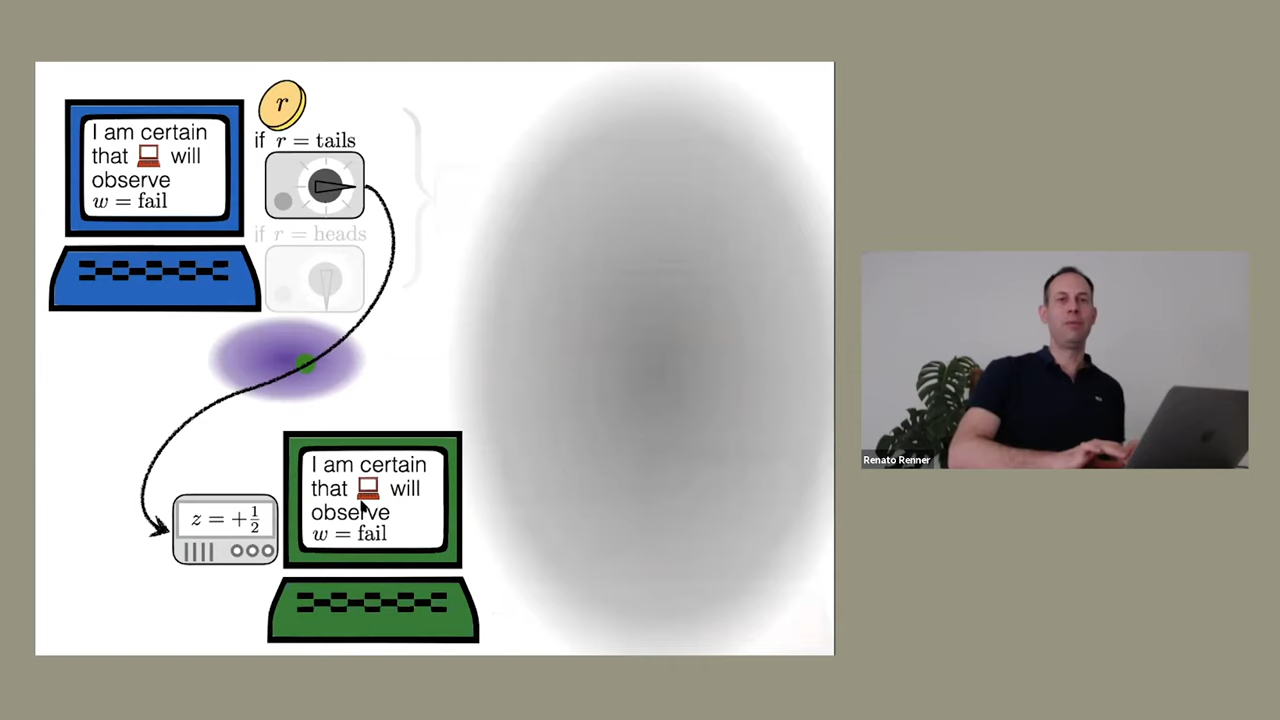 r
if r = tails
I am certain
that will
observe
w = fail
if r = heads
I am certain
that will
observe
w = fail
z = +1/2
Renato Renner